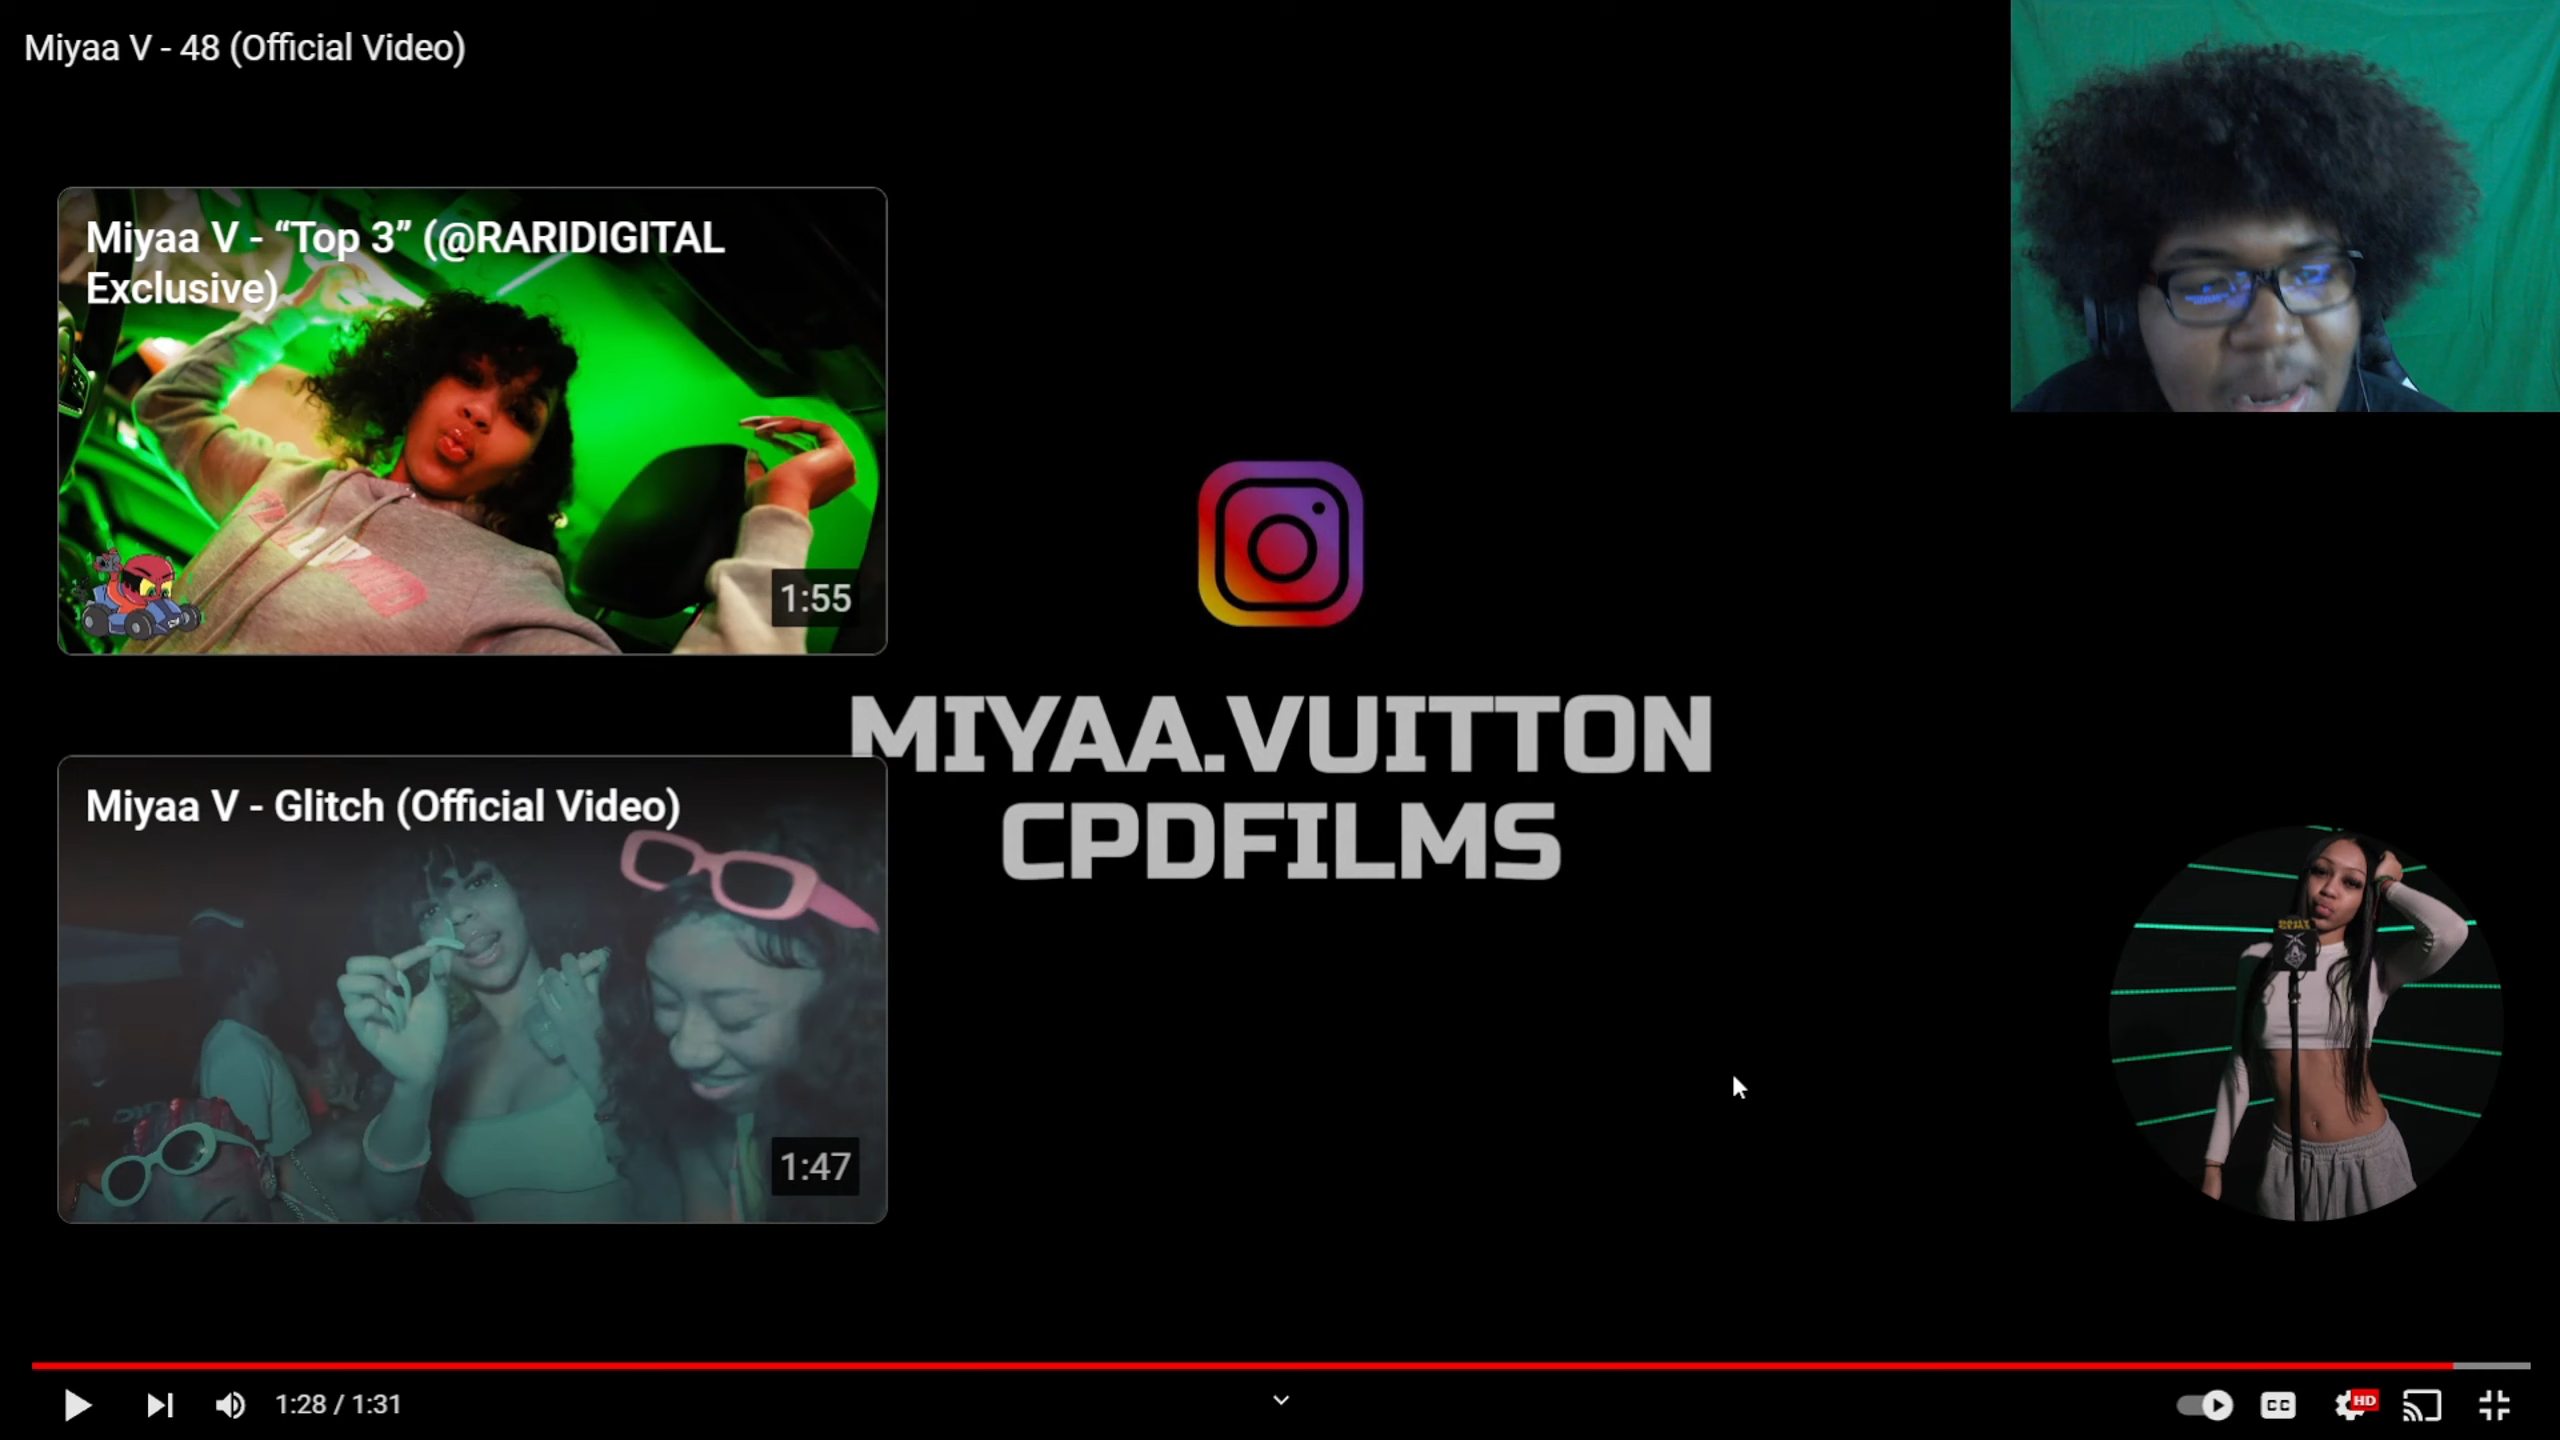 Miyaa V - 48 (Official Video)
Miyaa V - “Top 3” (@RARIDIGITAL
Exclusive)
1:55
MIYAA.VUITTON
CPDFILMS
Miyaa V - Glitch (Official Video)
1:47
1:28 / 1:31
CC
HD